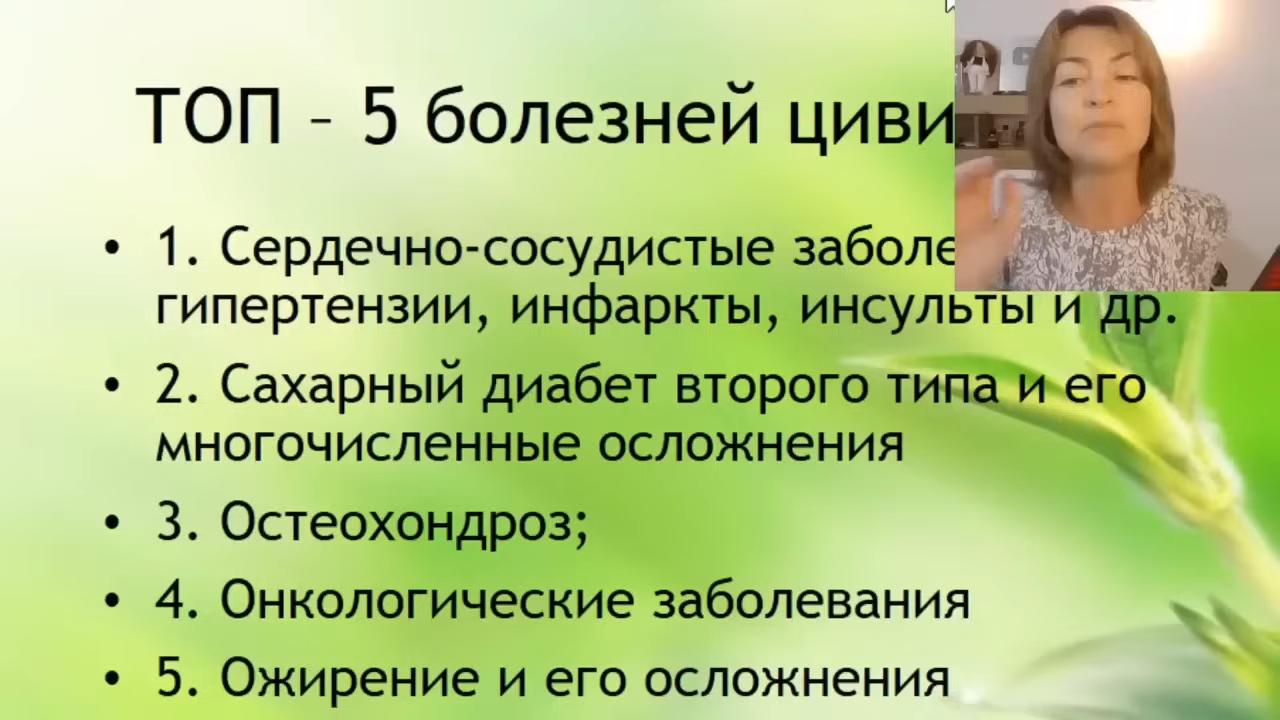 ТОП – 5 болезней циви
• 1. Сердечно-сосудистые заболе
гипертензии, инфаркты, инсульты и др.
• 2. Сахарный диабет второго типа и его
многочисленные осложнения
• 3. Остеохондроз;
• 4. Онкологические заболевания
• 5. Ожирение и его осложнения